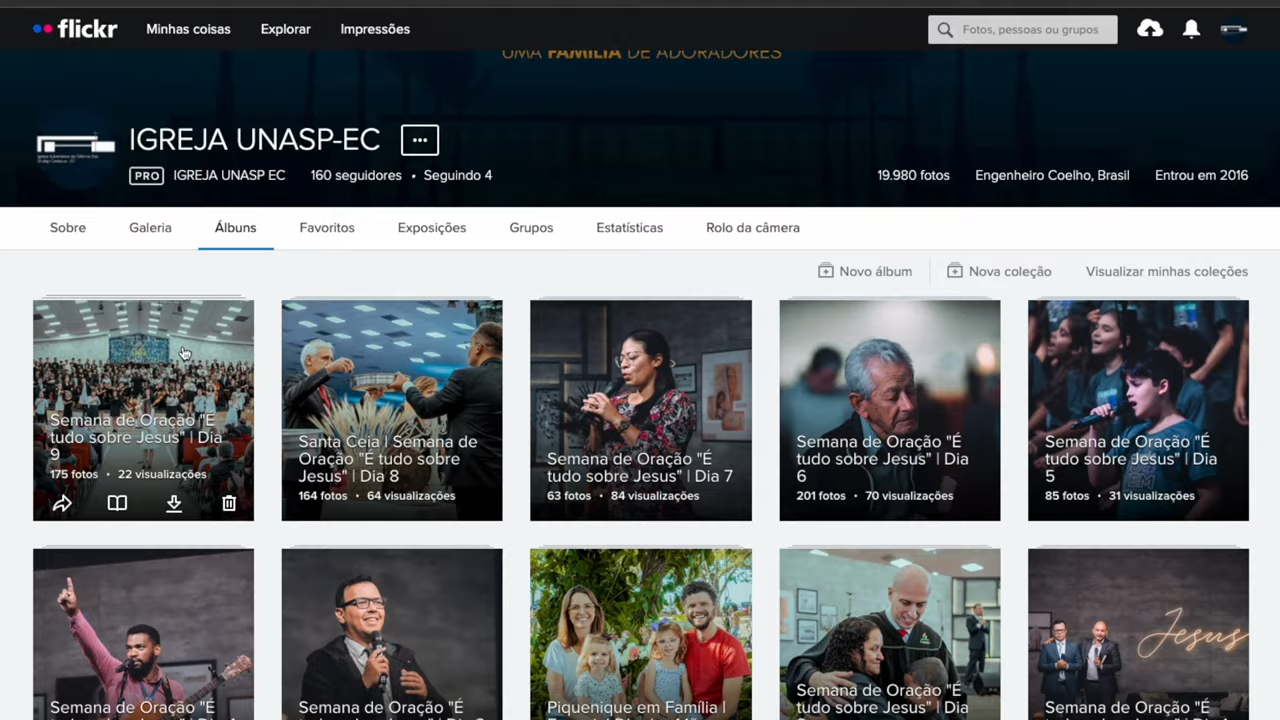 flickr
Minhas coisas
Explorar
Impressões
Fotos, pessoas ou grupos
UMA FAMÍLIA DE ADORADORES
IGREJA UNASP-EC
PRO
IGREJA UNASP EC
160 seguidores • Seguindo 4
19.980 fotos
Engenheiro Coelho, Brasil
Entrou em 2016
Sobre
Galeria
Álbuns
Favoritos
Exposições
Grupos
Estatísticas
Rolo da câmera
Novo álbum
Nova coleção
Visualizar minhas coleções
Semana de Oração "É
tudo sobre Jesus" | Dia
9
175 fotos • 22 visualizações
Santa Ceia | Semana de
Oração "É tudo sobre
Jesus" | Dia 8
164 fotos • 64 visualizações
Semana de Oração "É
tudo sobre Jesus" | Dia 7
63 fotos • 84 visualizações
Semana de Oração "É
tudo sobre Jesus" | Dia
6
201 fotos • 70 visualizações
Semana de Oração "É
tudo sobre Jesus" | Dia
5
85 fotos • 31 visualizações
Semana de Oração "É
Semana de Oração "É
Piquenique em Família |
Semana de Oração "É
tudo sobre Jesus" | Dia
Jesus
Semana de Oração "É